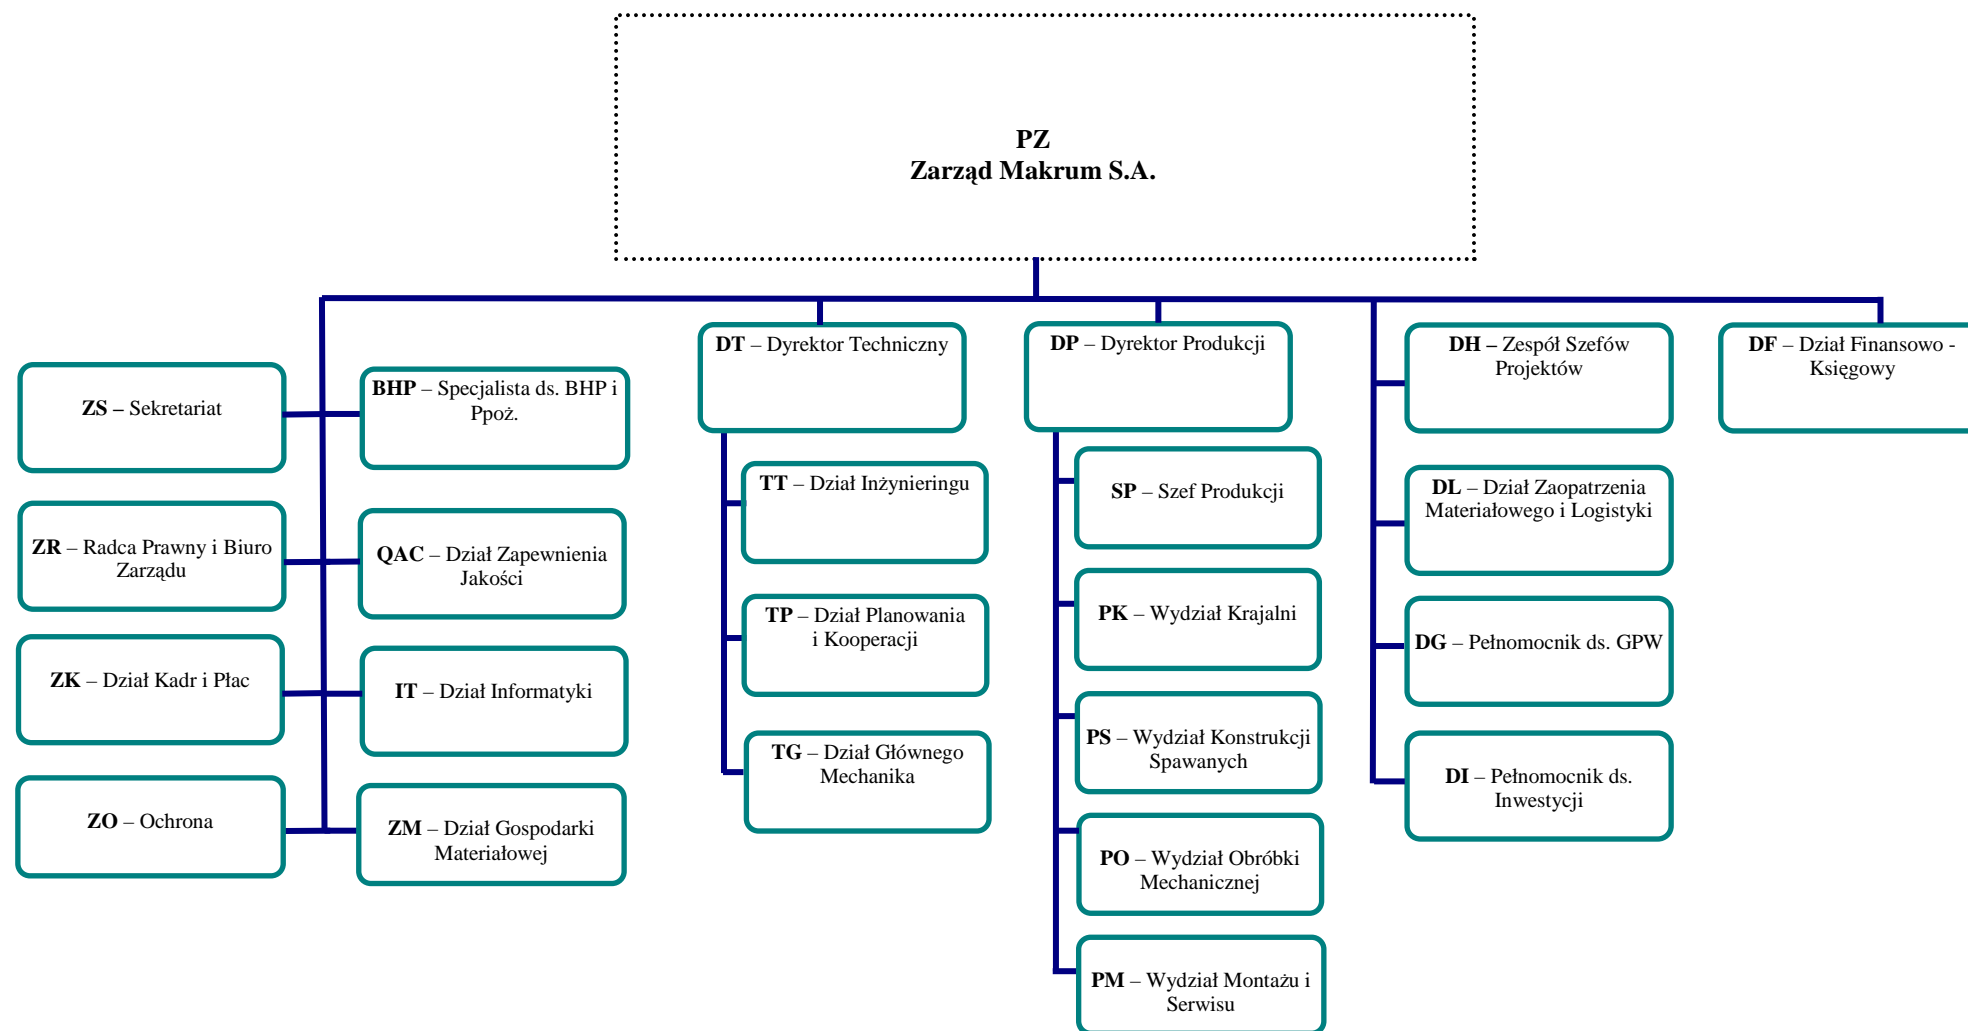 PZ
Zarząd Makrum S.A.
ZS – Sekretariat
BHP – Specjalista ds. BHP i
Ppoż.
ZR – Radca Prawny i Biuro
Zarządu
QAC – Dział Zapewnienia
Jakości
ZK – Dział Kadr i Płac
IT – Dział Informatyki
ZO – Ochrona
ZM – Dział Gospodarki
Materiałowej
DT – Dyrektor Techniczny
TT – Dział Inżynieringu
TP – Dział Planowania
i Kooperacji
TG – Dział Głównego
Mechanika
DP – Dyrektor Produkcji
SP – Szef Produkcji
PK – Wydział Krajalni
PS – Wydział Konstrukcji
Spawanych
PO – Wydział Obróbki
Mechanicznej
PM – Wydział Montażu i
Serwisu
DH – Zespół Szefów
Projektów
DL – Dział Zaopatrzenia
Materiałowego i Logistyki
DG – Pełnomocnik ds. GPW
DI – Pełnomocnik ds.
Inwestycji
DF – Dział Finansowo -
Księgowy